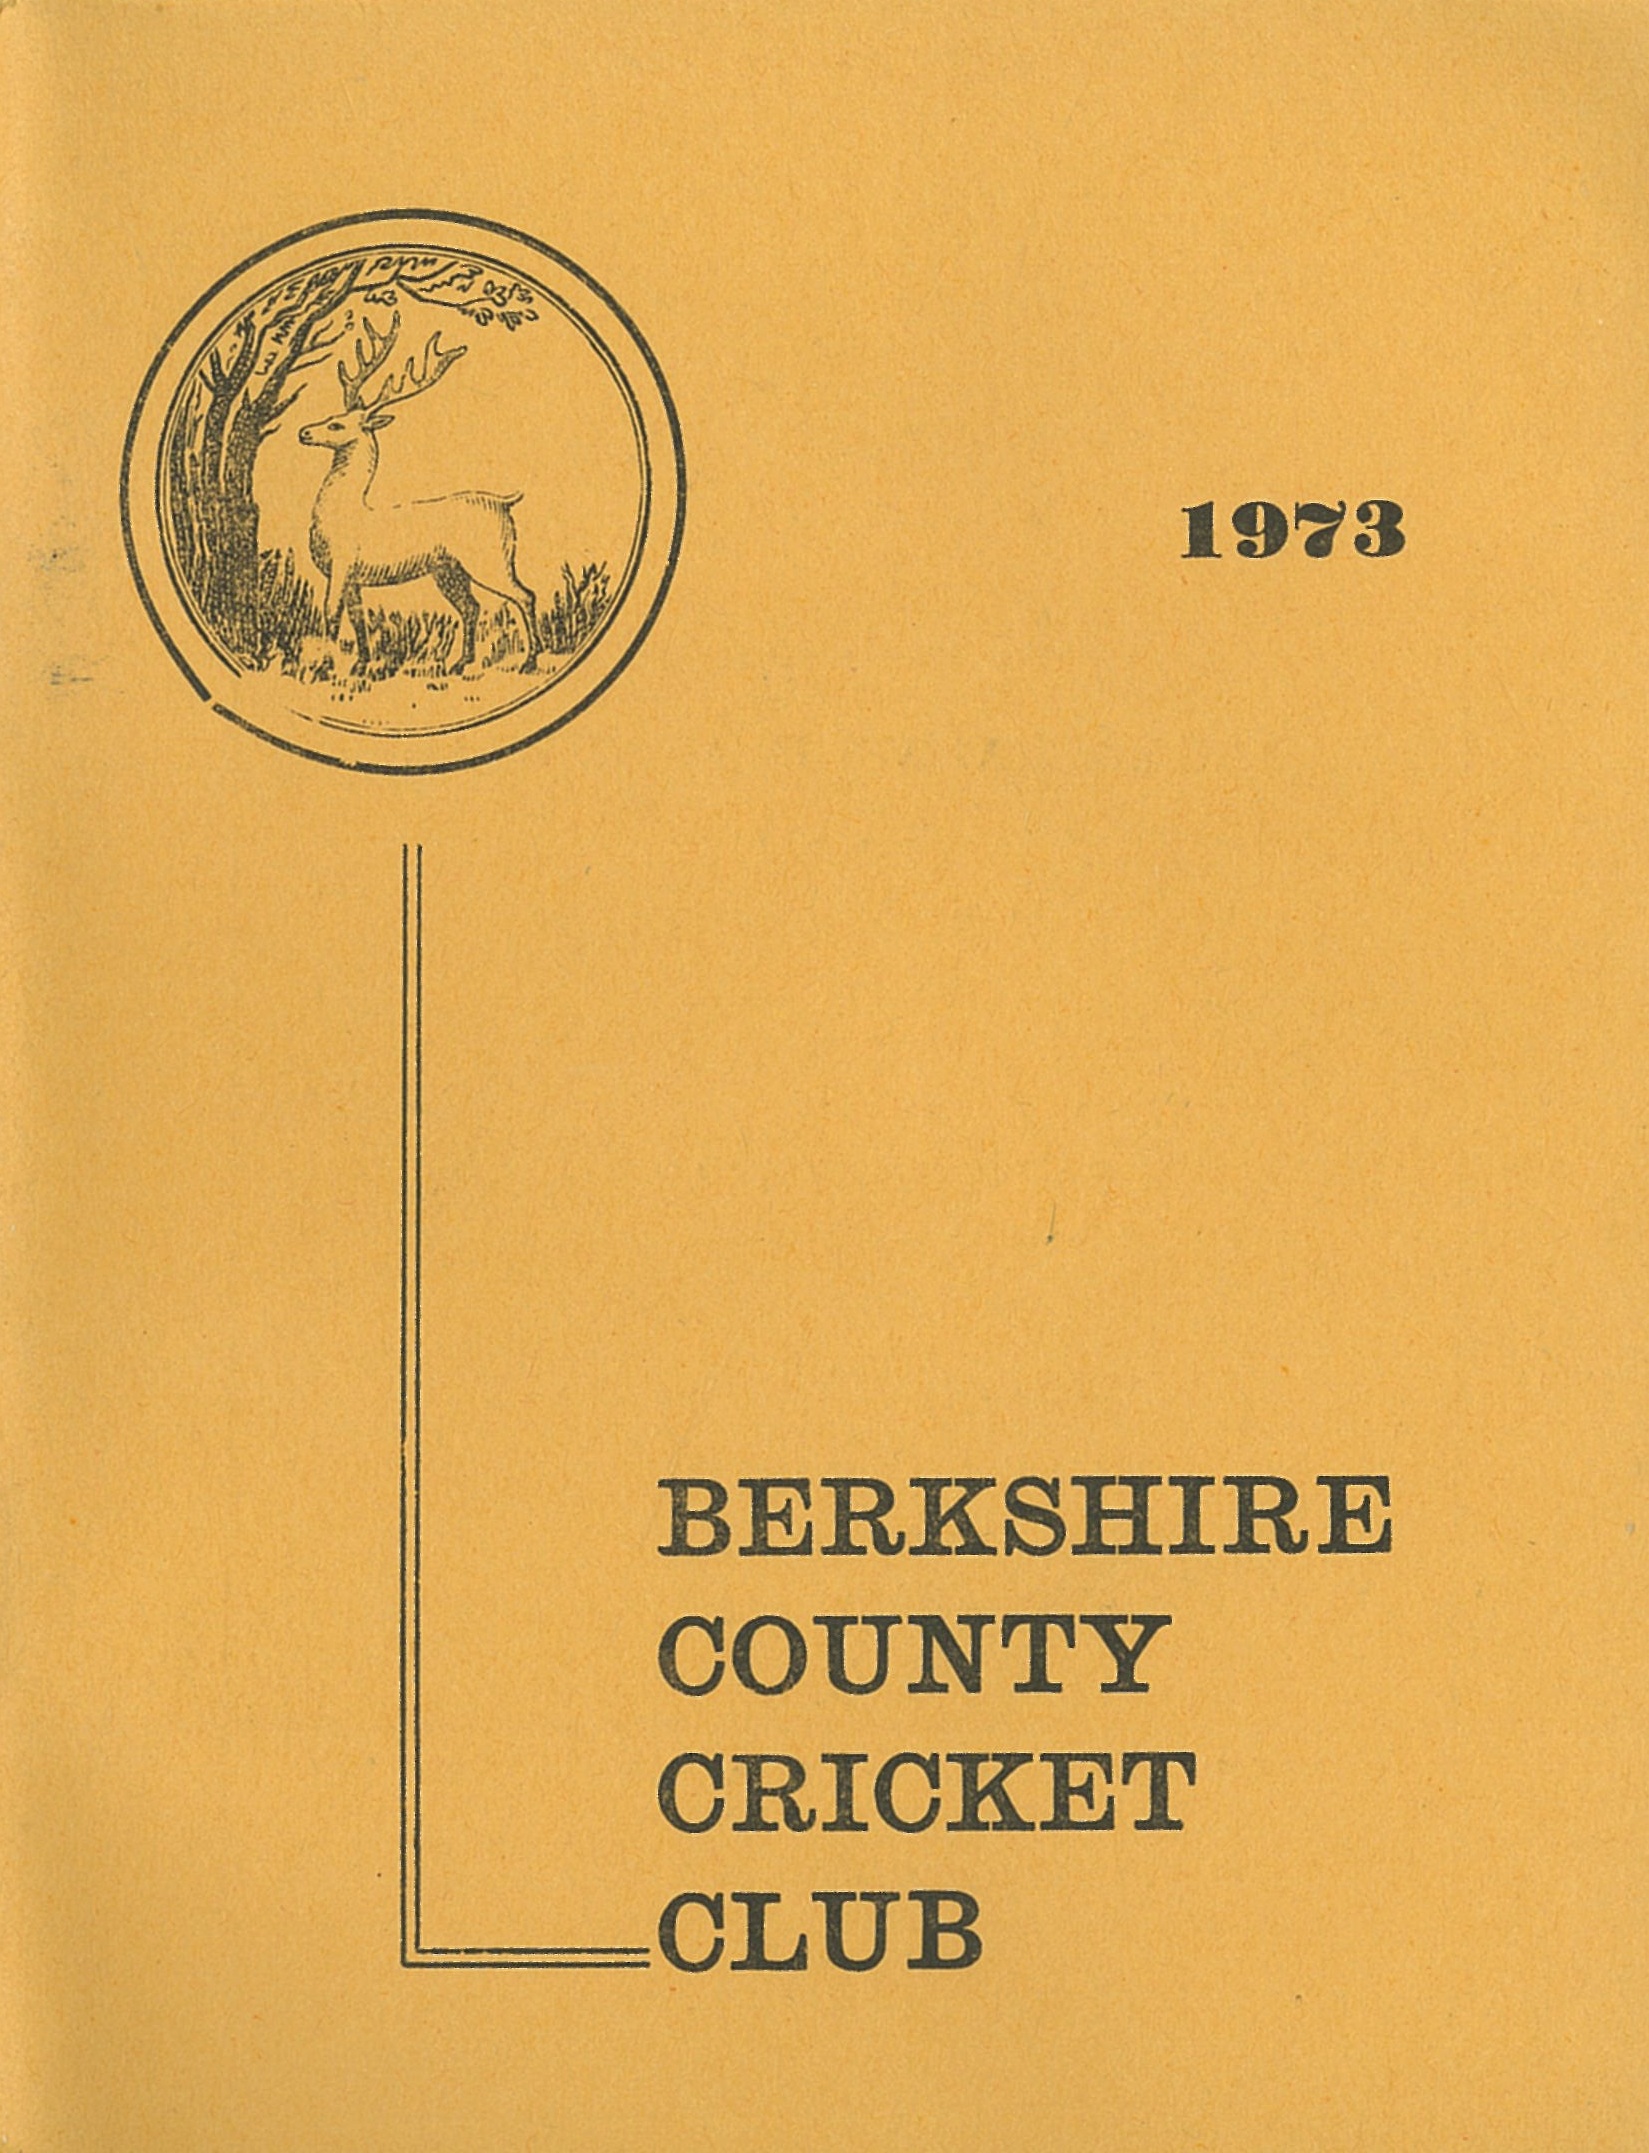 1973
BERKSHIRE
COUNTY
CRICKET
CLUB